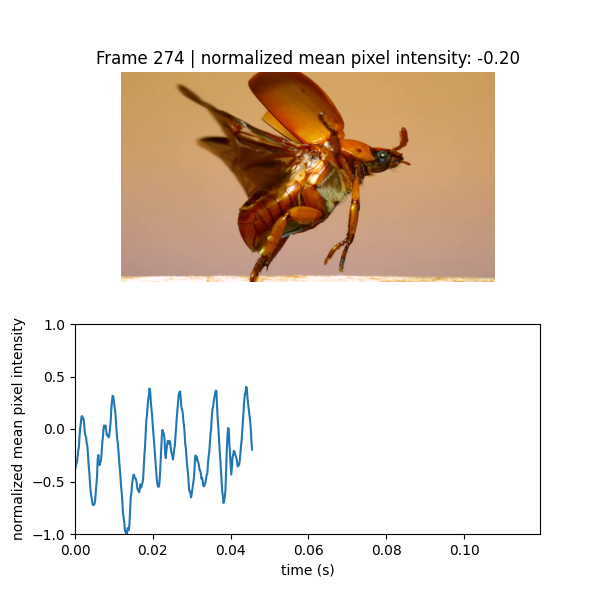 Frame 274 | normalized mean pixel intensity: -0.20
normalized mean pixel intensity
1.0
0.5
0.0
−0.5
−1.0
0.00 0.02 0.04 0.06 0.08 0.10
time (s)